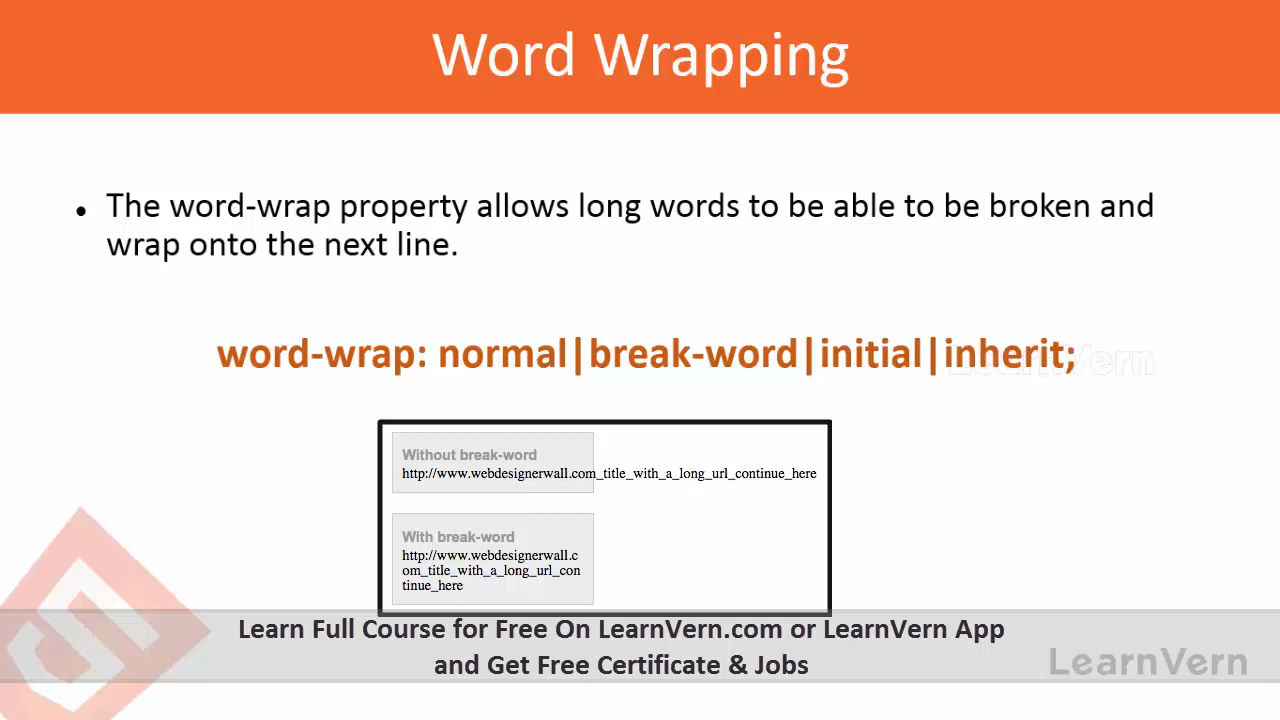 Word Wrapping
• The word-wrap property allows long words to be able to be broken and
wrap onto the next line.
word-wrap: normal|break-word|initial|inherit;
LearnVern
Without break-word
http://www.webdesignerwall.com_title_with_a_long_url_continue_here
With break-word
http://www.webdesignerwall.c
om_title_with_a_long_url_con
tinue_here
Learn Full Course for Free On LearnVern.com or LearnVern App
and Get Free Certificate & Jobs
LearnVern